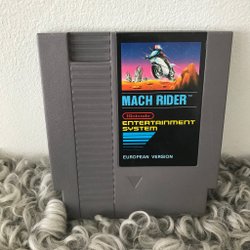 MACH RIDER
Nintendo
ENTERTAINMENT
SYSTEM
EUROPEAN VERSION